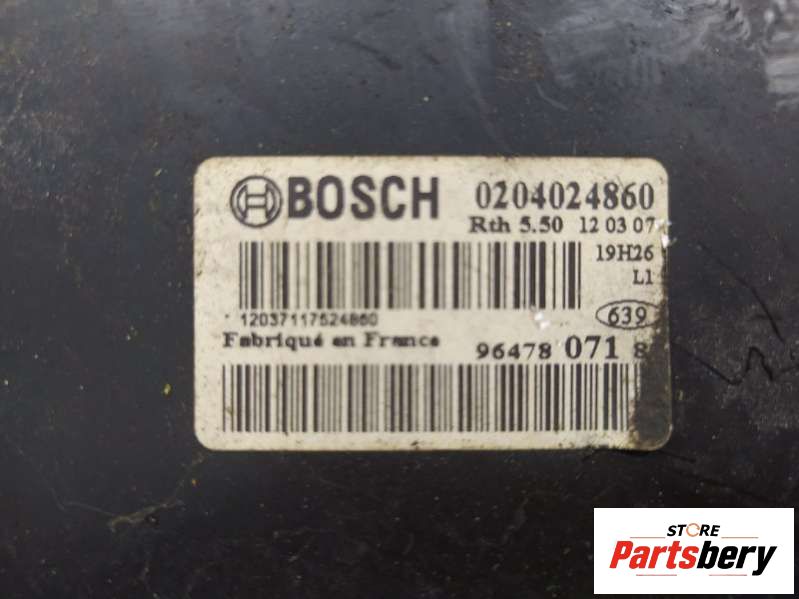 BOSCH 0204024860
Rth 5.50 12 03 07
19H26
L1
12037117524860
639
Fabriqué en France
96478 071 8
STORE
Partsbery